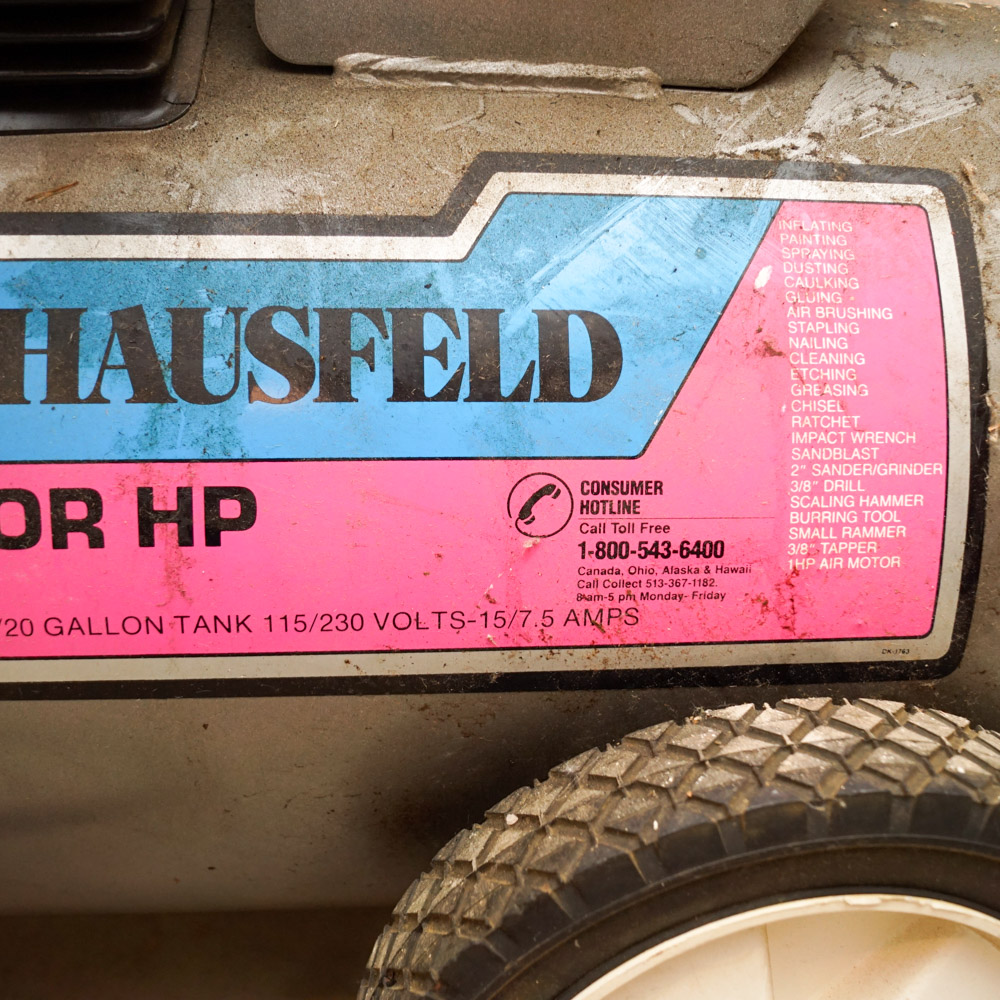 HAUSFELD
OR HP
CONSUMER
HOTLINE
Call Toll Free
1-800-543-6400
Canada, Ohio, Alaska & Hawaii
Call Collect 513-367-1182.
8am-5 pm Monday- Friday
/20 GALLON TANK 115/230 VOLTS-15/7.5 AMPS
INFLATING
PAINTING
SPRAYING
DUSTING
CAULKING
GLUING
AIR BRUSHING
STAPLING
NAILING
CLEANING
ETCHING
GREASING
CHISEL
RATCHET
IMPACT WRENCH
SANDBLAST
2" SANDER/GRINDER
3/8" DRILL
SCALING HAMMER
BURRING TOOL
SMALL RAMMER
3/8" TAPPER
1HP AIR MOTOR